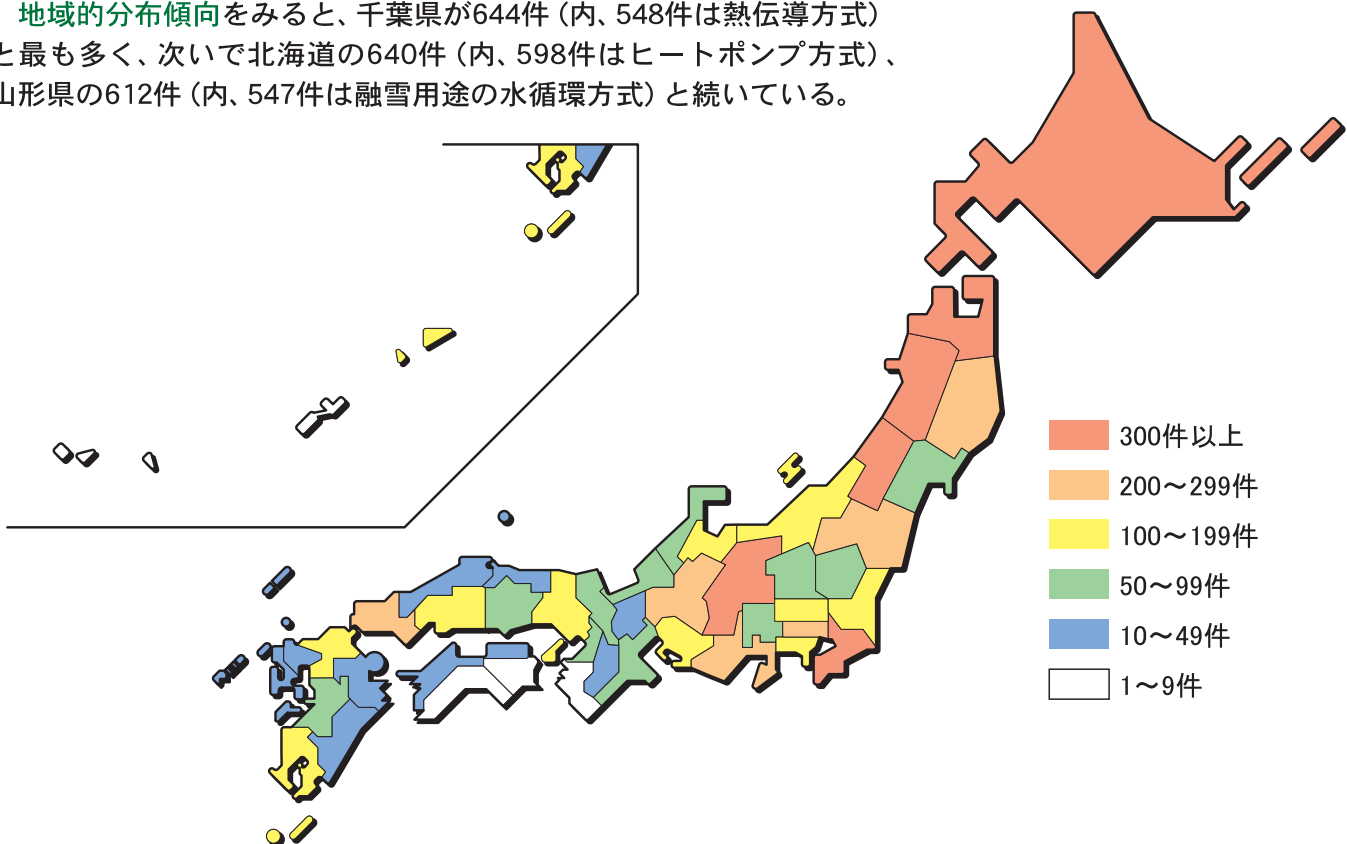 地域的分布傾向をみると、千葉県が644件（内、548件は熱伝導方式）
と最も多く、次いで北海道の640件（内、598件はヒートポンプ方式）、
山形県の612件（内、547件は融雪用途の水循環方式）と続いている。
300件以上
200～299件
100～199件
50～99件
10～49件
1～9件